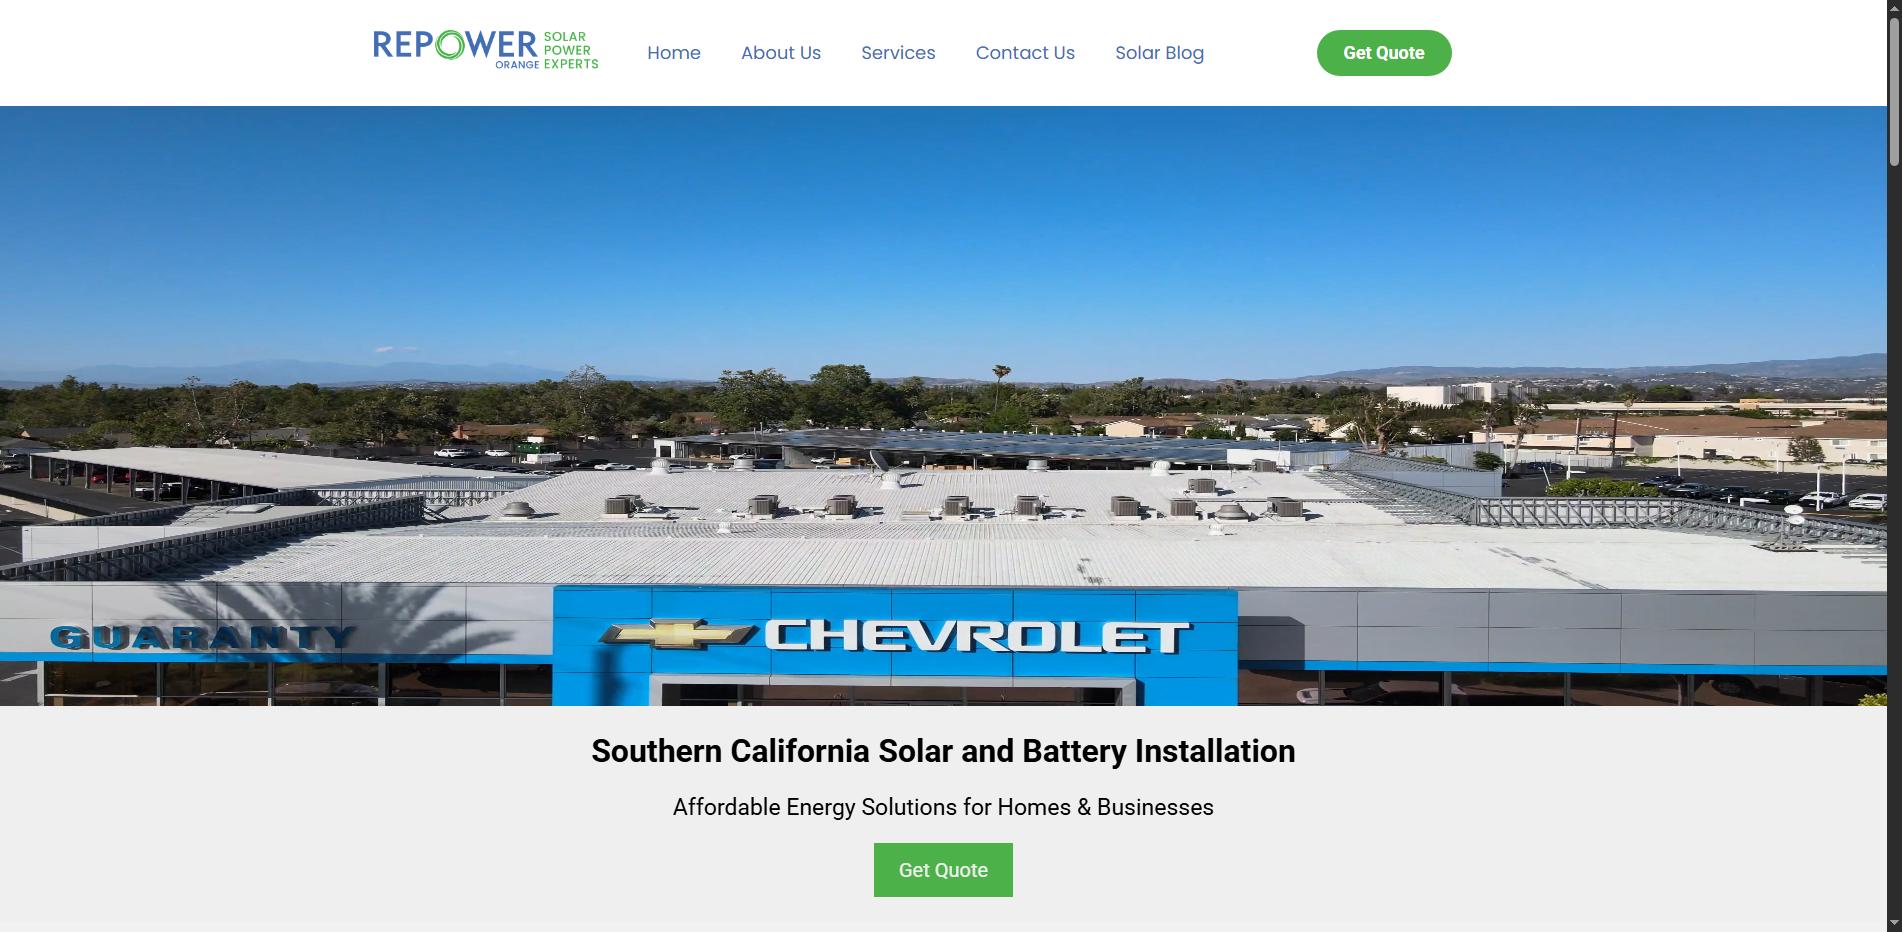 REPOWER SOLAR POWER EXPERTS
ORANGE
Home
About Us
Services
Contact Us
Solar Blog
Get Quote
GUARANTY
CHEVROLET
Southern California Solar and Battery Installation
Affordable Energy Solutions for Homes & Businesses
Get Quote